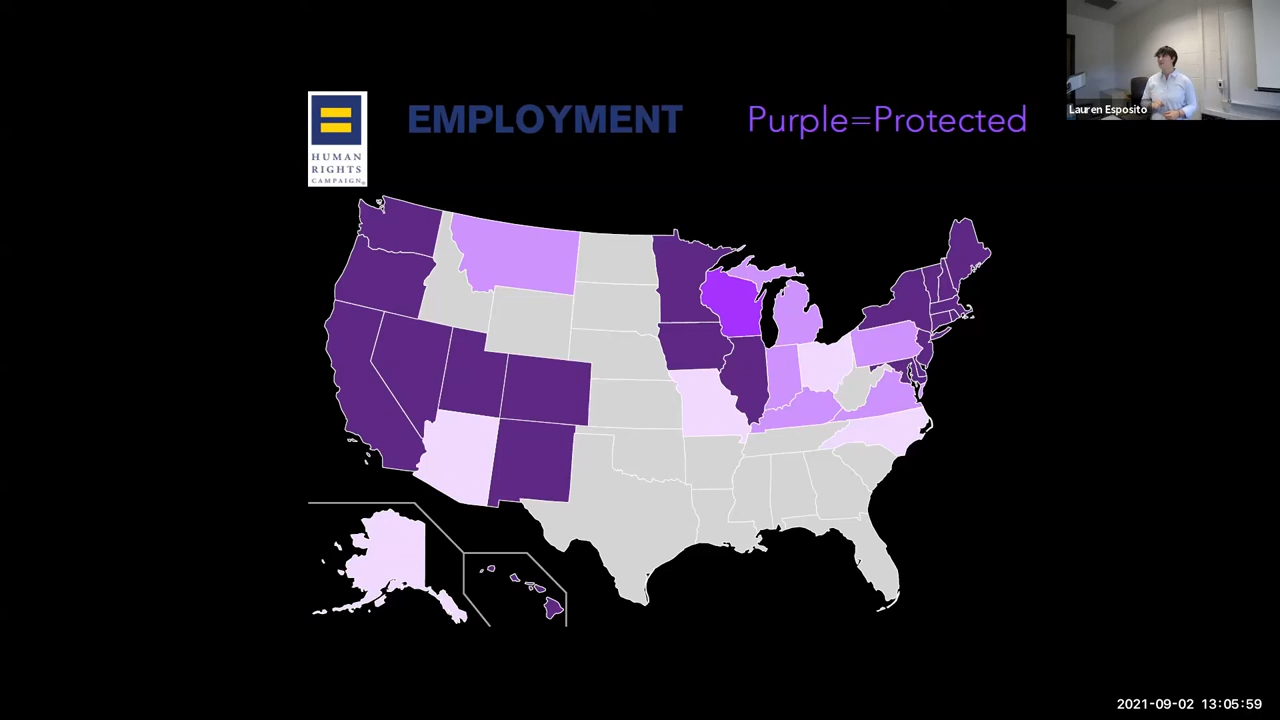 EMPLOYMENT
Purple=Protected
Lauren Esposito
HUMAN
RIGHTS
CAMPAIGN®
2021-09-02 13:05:59